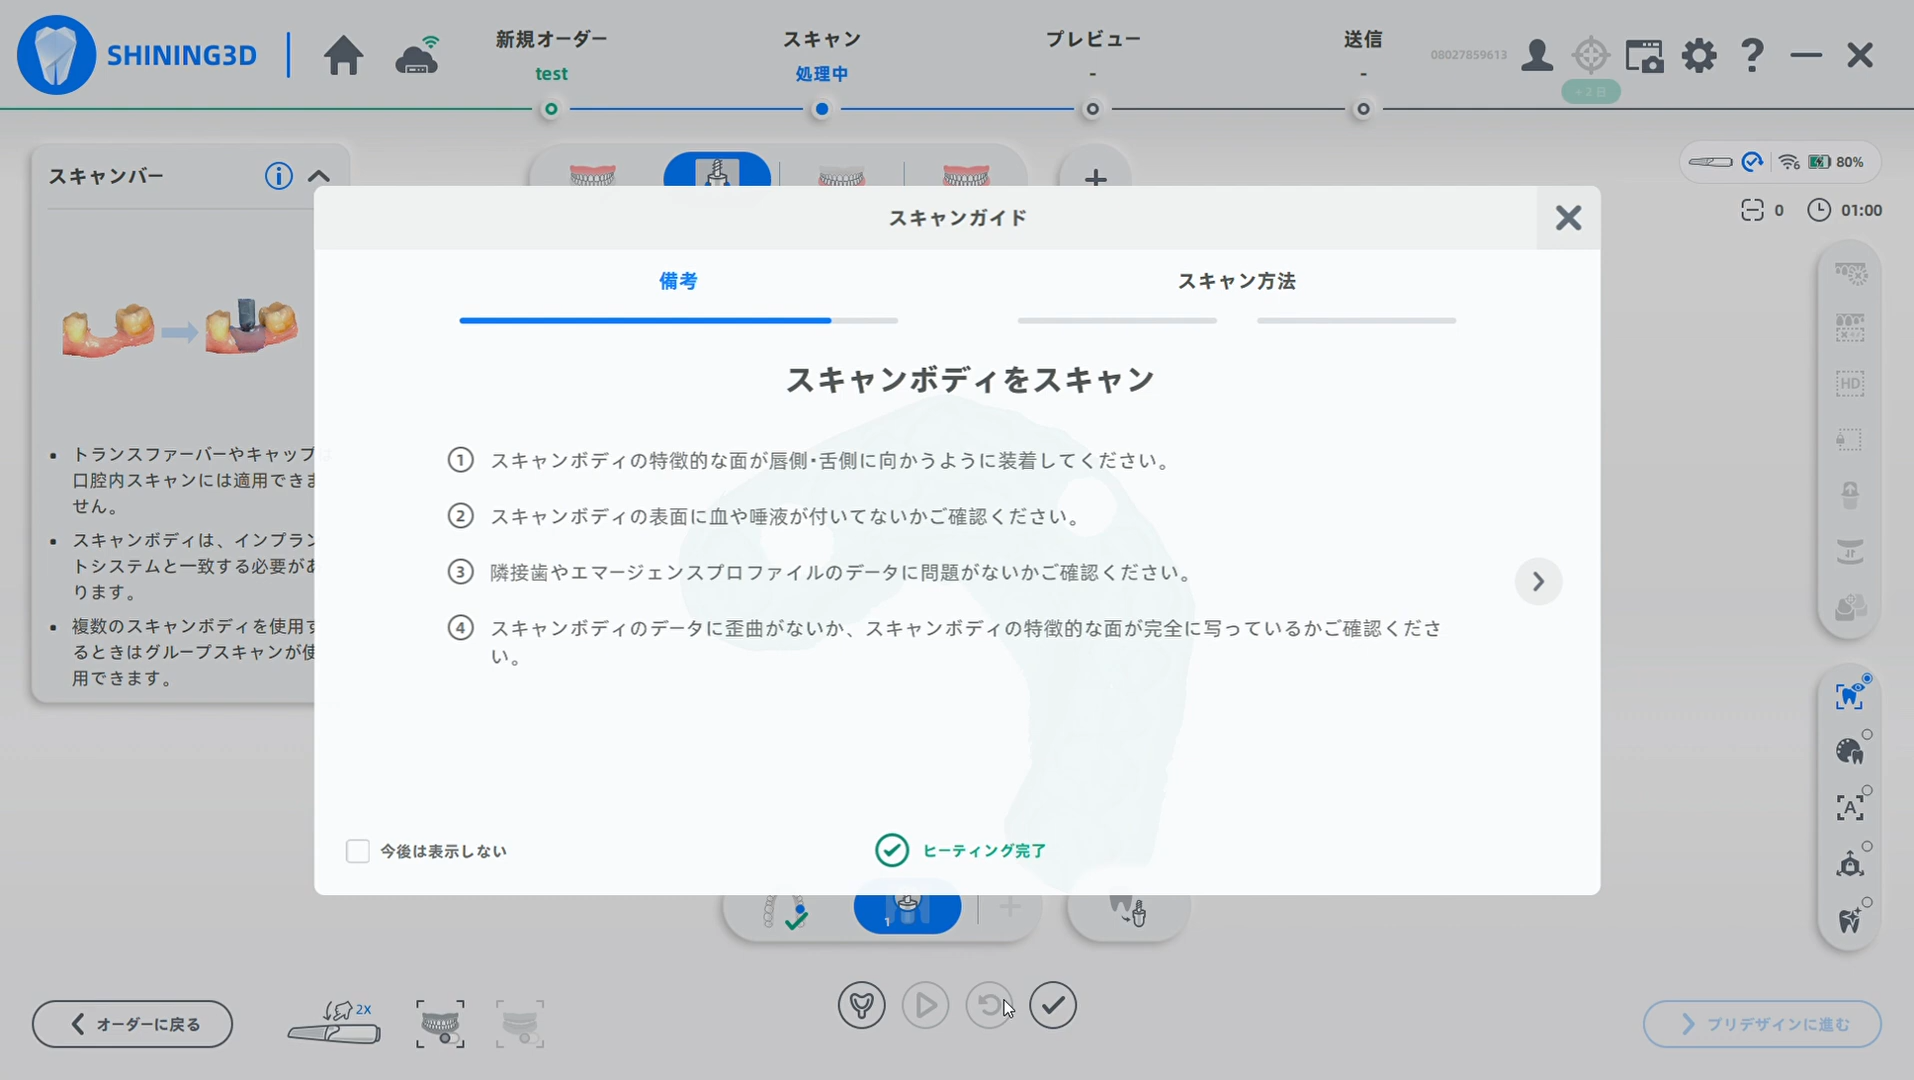 SHINING3D
新規オーダー
test
スキャン
処理中
プレビュー
-
送信
-
08027859613
+2日
スキャンバー
80%
0
01:00
トランスファーバーやキャップ
口腔内スキャンには適用できま
せん。
スキャンボディは、インプラン
トシステムと一致する必要があ
ります。
複数のスキャンボディを使用す
るときはグループスキャンが使
用できます。
スキャンガイド
備考
スキャン方法
スキャンボディをスキャン
1 スキャンボディの特徴的な面が唇側・舌側に向かうように装着してください。
2 スキャンボディの表面に血や唾液が付いてないかご確認ください。
3 隣接歯やエマージェンスプロファイルのデータに問題がないかご確認ください。
4 スキャンボディのデータに歪曲がないか、スキャンボディの特徴的な面が完全に写っているかご確認くださ
い。
今後は表示しない
ヒーティング完了
HD
A
1
オーダーに戻る
2X
プリデザインに進む